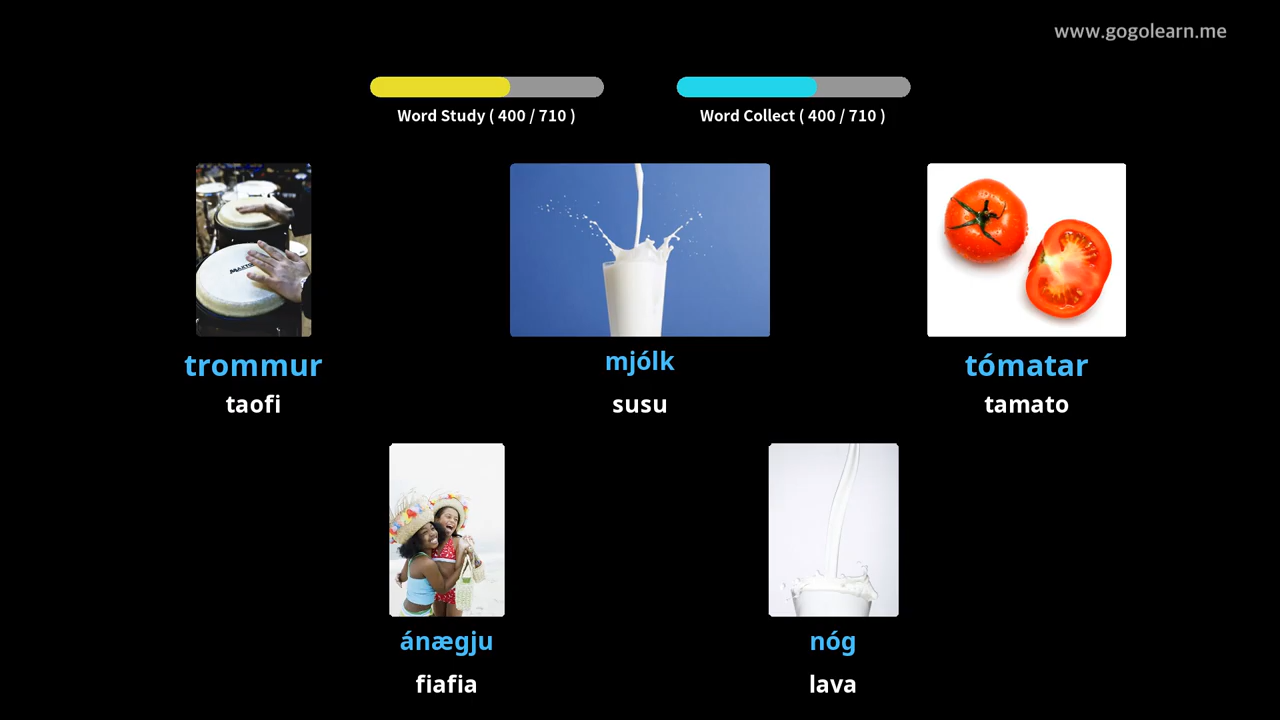 www.gogolearn.me
Word Study ( 400 / 710 )
Word Collect ( 400 / 710 )
trommur
taofi
mjólk
susu
tómatar
tamato
ánægju
fiafia
nóg
lava